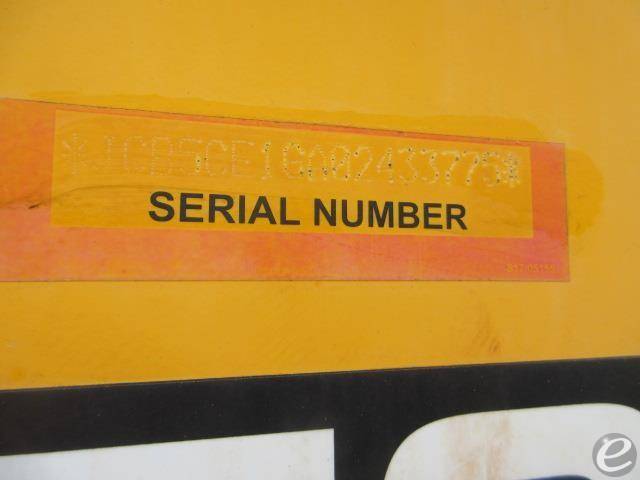 *JCB5CE1GA02433775*
SERIAL NUMBER
e